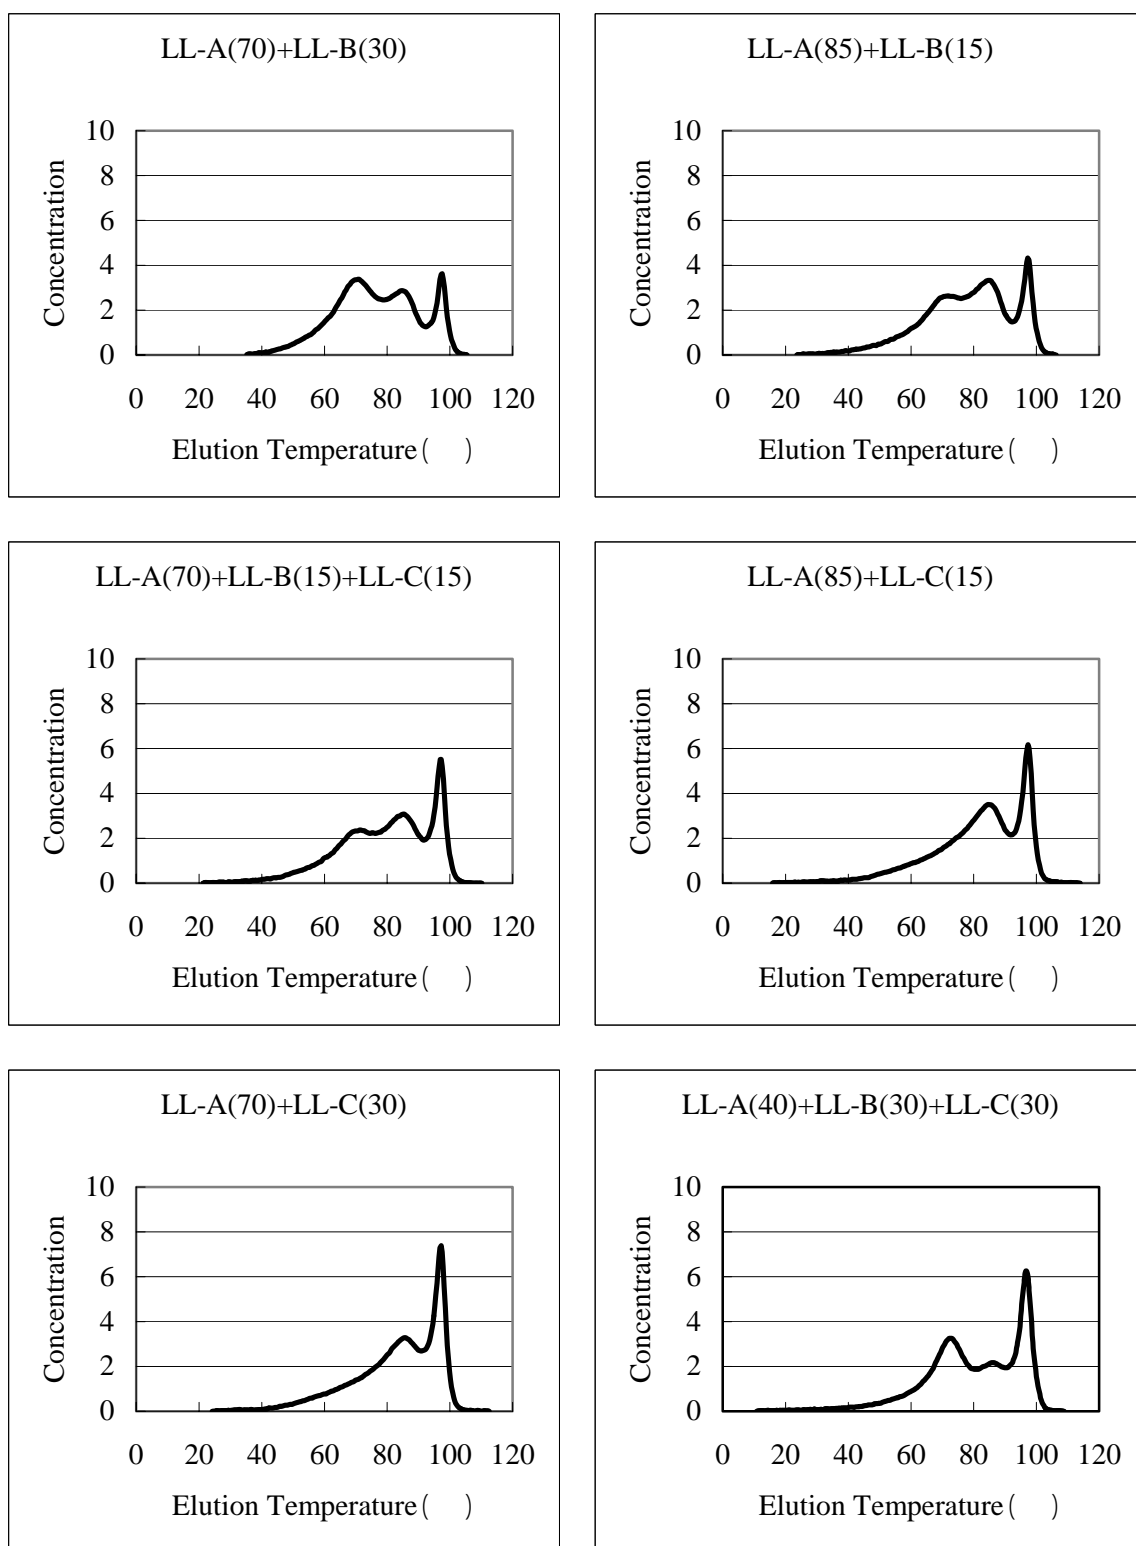 LL-A(70)+LL-B(30)
Concentration
10
8
6
4
2
0
0 20 40 60 80 100 120
Elution Temperature( )
LL-A(85)+LL-B(15)
Concentration
10
8
6
4
2
0
0 20 40 60 80 100 120
Elution Temperature( )
LL-A(70)+LL-B(15)+LL-C(15)
Concentration
10
8
6
4
2
0
0 20 40 60 80 100 120
Elution Temperature( )
LL-A(85)+LL-C(15)
Concentration
10
8
6
4
2
0
0 20 40 60 80 100 120
Elution Temperature( )
LL-A(70)+LL-C(30)
Concentration
10
8
6
4
2
0
0 20 40 60 80 100 120
Elution Temperature( )
LL-A(40)+LL-B(30)+LL-C(30)
Concentration
10
8
6
4
2
0
0 20 40 60 80 100 120
Elution Temperature( )